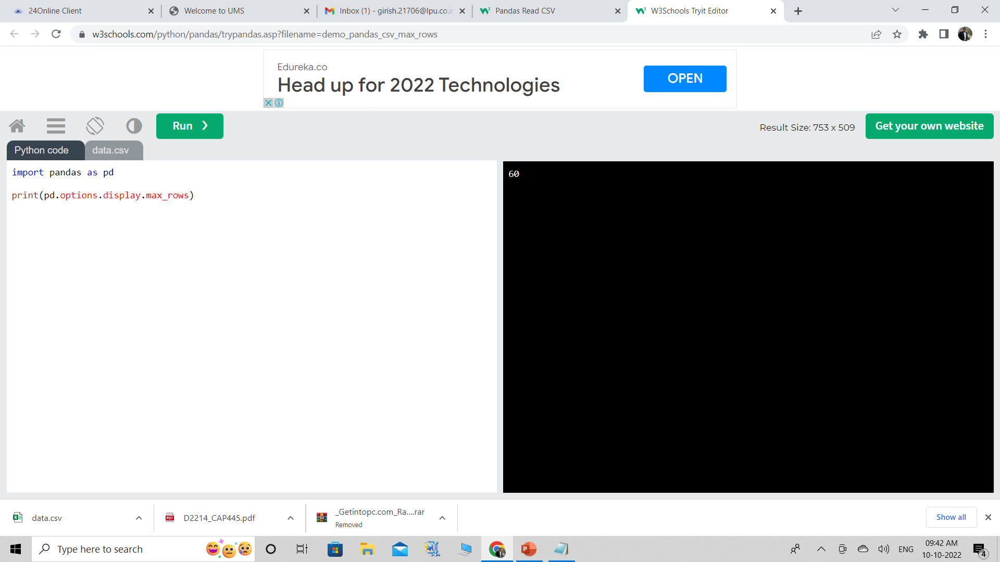 24Online Client
Welcome to UMS
Inbox (1) - girish.21706@lpu.co.in
Pandas Read CSV
W3Schools Tryit Editor
w3schools.com/python/pandas/trypandas.asp?filename=demo_pandas_csv_max_rows
Edureka.co
Head up for 2022 Technologies
OPEN
Run ❯
Result Size: 753 x 509
Get your own website
Python code
data.csv
import pandas as pd
print(pd.options.display.max_rows)
60
data.csv
D2214_CAP445.pdf
_Getintopc.com_Ra....rar
Removed
Show all
Type here to search
ENG
09:42 AM
10-10-2022
4